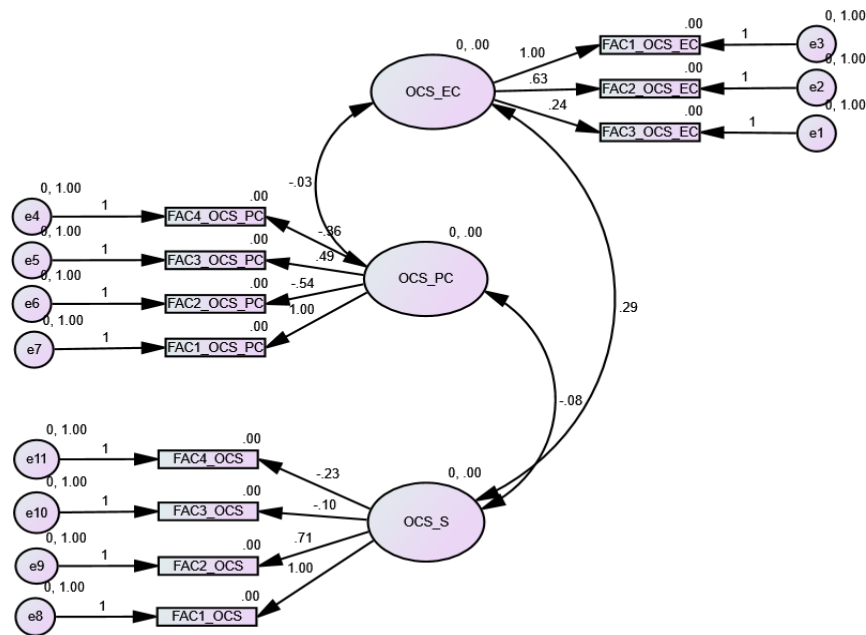 0, 1.00
.00
FAC1_OCS_EC
1
e3
0, .00
OCS_EC
1.00
.63
.24
0, 1.00
.00
FAC2_OCS_EC
1
e2
0, 1.00
.00
FAC3_OCS_EC
1
e1
-.03
.29
0, 1.00
e4
1
.00
FAC4_OCS_PC
-.36
0, 1.00
e5
1
.00
FAC3_OCS_PC
.49
0, .00
OCS_PC
0, 1.00
e6
1
.00
FAC2_OCS_PC
-.54
0, 1.00
e7
1
.00
FAC1_OCS_PC
1.00
-.08
0, 1.00
e11
1
.00
FAC4_OCS
-.23
0, 1.00
e10
1
.00
FAC3_OCS
-.10
0, .00
OCS_S
0, 1.00
e9
1
.00
FAC2_OCS
.71
0, 1.00
e8
1
.00
FAC1_OCS
1.00